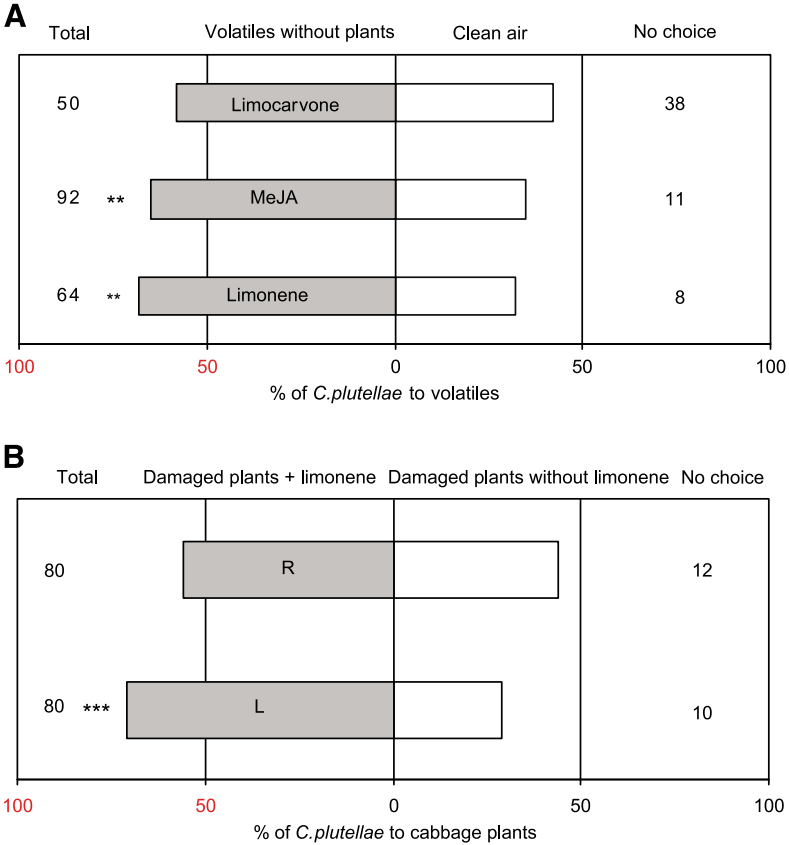 A
Total Volatiles without plants Clean air No choice
50 Limocarvone 38
92 ** MeJA 11
64 ** Limonene 8
100 50 0 50 100
% of C.plutellae to volatiles
B
Total Damaged plants + limonene Damaged plants without limonene No choice
80 R 12
80 *** L 10
100 50 0 50 100
% of C.plutellae to cabbage plants